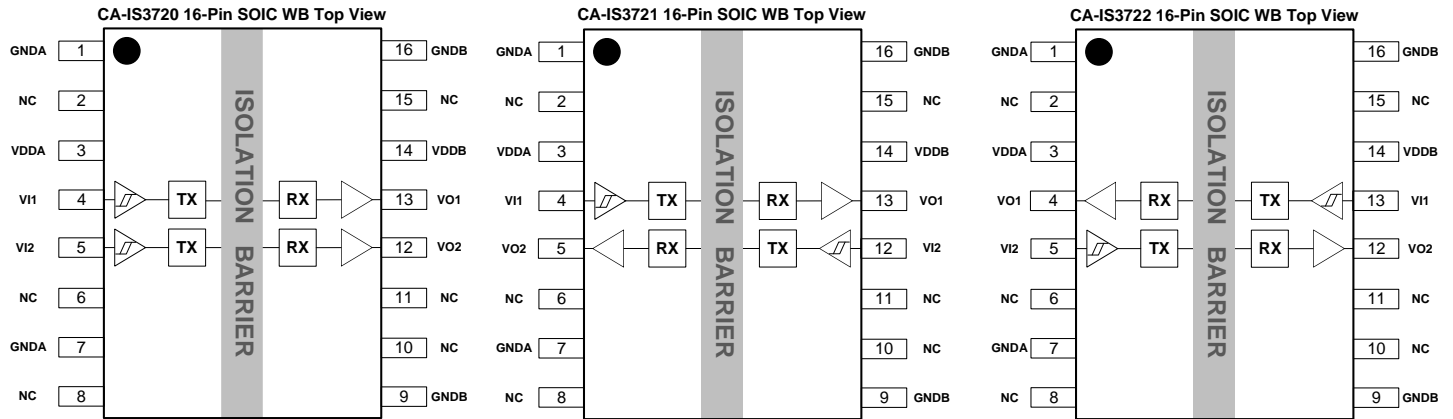 CA-IS3720 16-Pin SOIC WB Top View
GNDA 1 16 GNDB
NC 2 15 NC
VDDA 3 14 VDDB
VI1 4 TX RX 13 VO1
VI2 5 TX RX 12 VO2
NC 6 11 NC
GNDA 7 10 NC
NC 8 9 GNDB
ISOLATION BARRIER
CA-IS3721 16-Pin SOIC WB Top View
GNDA 1 16 GNDB
NC 2 15 NC
VDDA 3 14 VDDB
VI1 4 TX RX 13 VO1
VO2 5 RX TX 12 VI2
NC 6 11 NC
GNDA 7 10 NC
NC 8 9 GNDB
ISOLATION BARRIER
CA-IS3722 16-Pin SOIC WB Top View
GNDA 1 16 GNDB
NC 2 15 NC
VDDA 3 14 VDDB
VO1 4 RX TX 13 VI1
VI2 5 TX RX 12 VO2
NC 6 11 NC
GNDA 7 10 NC
NC 8 9 GNDB
ISOLATION BARRIER